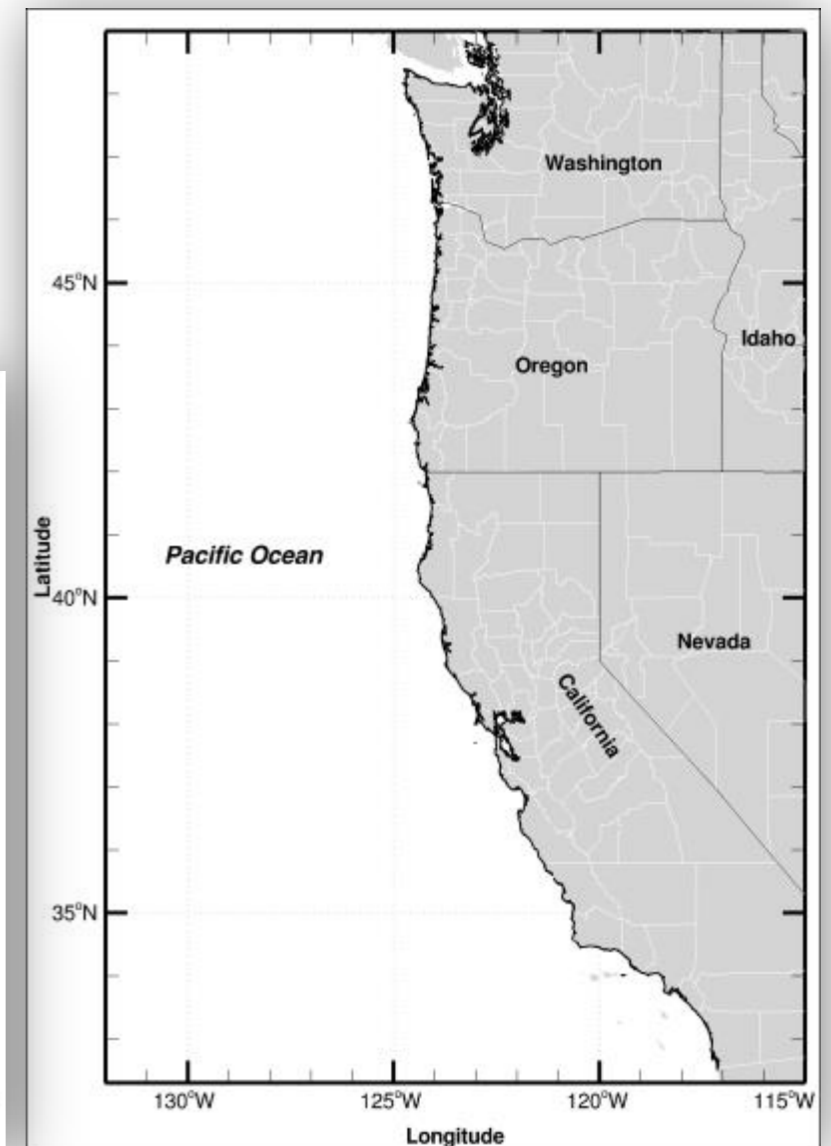 Washington
45°N
Idaho
Oregon
Latitude
Pacific Ocean
40°N
Nevada
California
35°N
130°W
125°W
120°W
115°W
Longitude